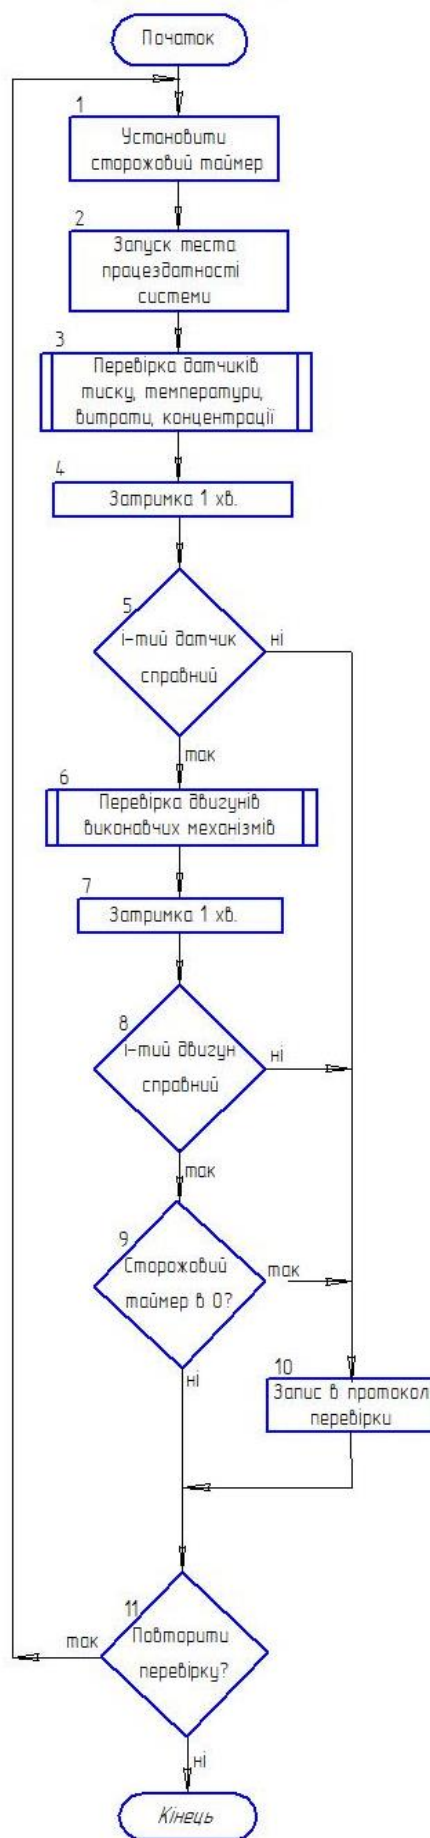 Початок
1
Установити
сторожовий таймер
2
Запуск теста
працездатності
системи
3
Перевірка датчиків
тиску, температури,
витрати, концентрації
4
Затримка 1 хв.
5
і-тий датчик
справний
ні
так
6
Перевірка двигунів
виконавчих механізмів
7
Затримка 1 хв.
8
і-тий двигун
справний
ні
так
9
Сторожовий
таймер в 0?
так
ні
10
Запис в протокол
перевірки
11
Повторити
перевірку?
так
ні
Кінець